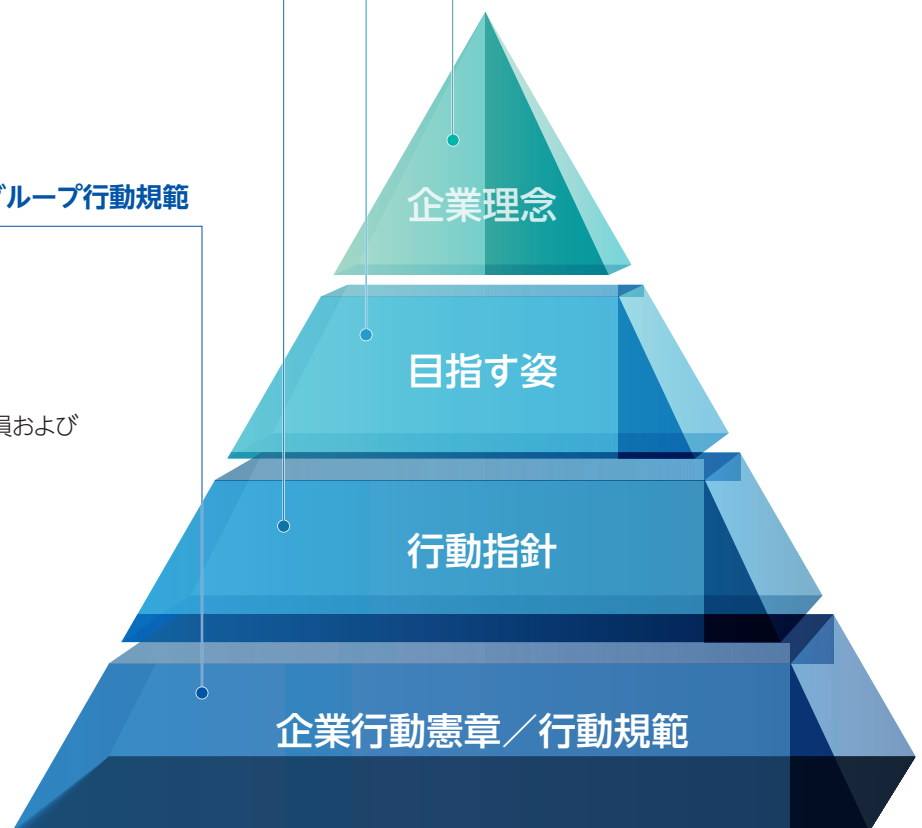 グループ行動規範
員および
企業理念
目指す姿
行動指針
企業行動憲章／行動規範